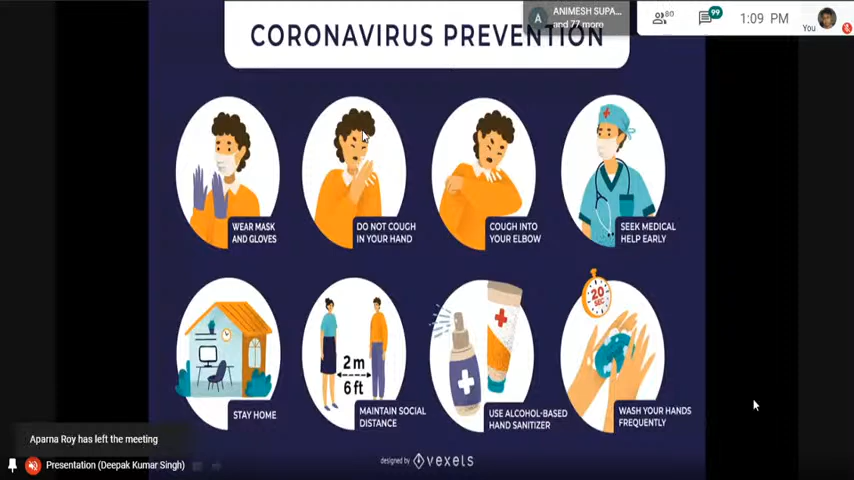 ANIMESH SUPA...
and 77 more
80
99
1:09 PM
You
CORONAVIRUS PREVENTION
WEAR MASK
AND GLOVES
DO NOT COUGH
IN YOUR HAND
COUGH INTO
YOUR ELBOW
SEEK MEDICAL
HELP EARLY
STAY HOME
2 m
6 ft
MAINTAIN SOCIAL
DISTANCE
USE ALCOHOL-BASED
HAND SANITIZER
20
SEC
WASH YOUR HANDS
FREQUENTLY
Aparna Roy has left the meeting
Presentation (Deepak Kumar Singh)
designed by vexels
A